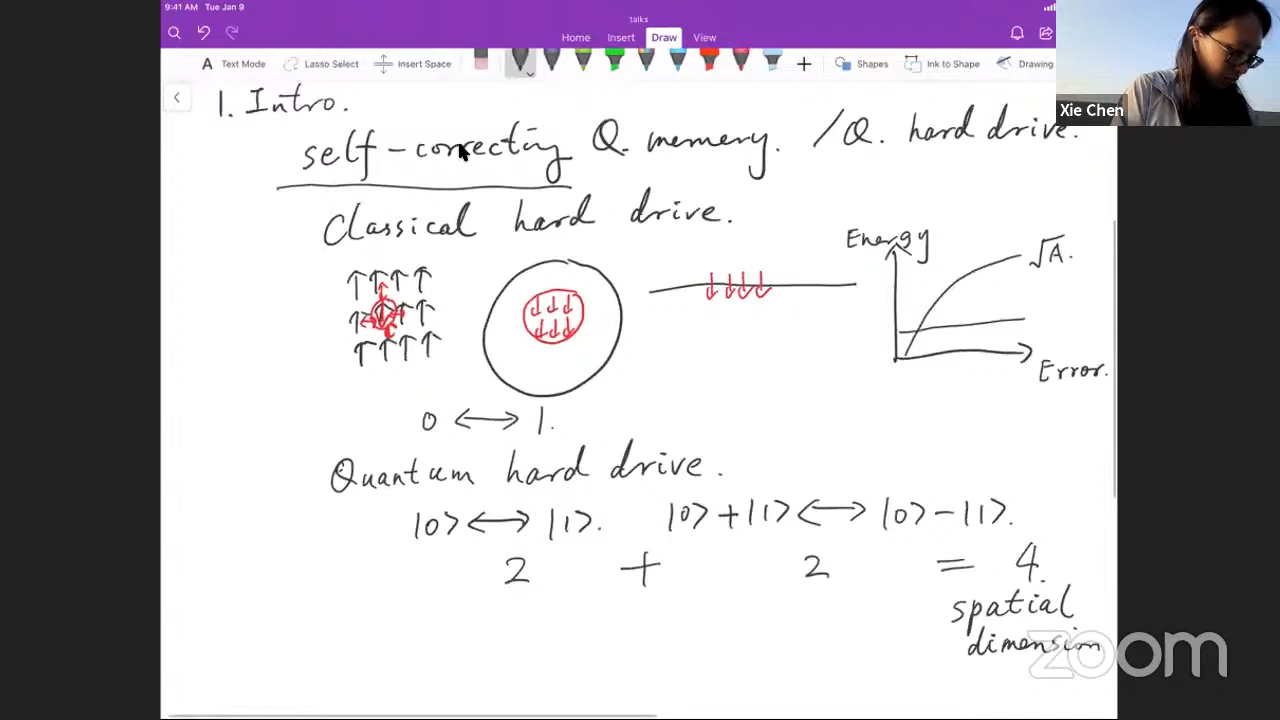 9:41 AM Tue Jan 9
talks
Home Insert Draw View
Text Mode Lasso Select Insert Space Shapes Ink to Shape Drawing
Xie Chen
1. Intro.
self-correcting Q. memery. / Q. hard drive.
Classical hard drive.
Energy
√A.
Error.
0 ↔ 1.
Quantum hard drive.
|0> ↔ |1>. |0>+|1> ↔ |0>-|1>.
2 + 2 = 4.
spatial
dimension
zoom